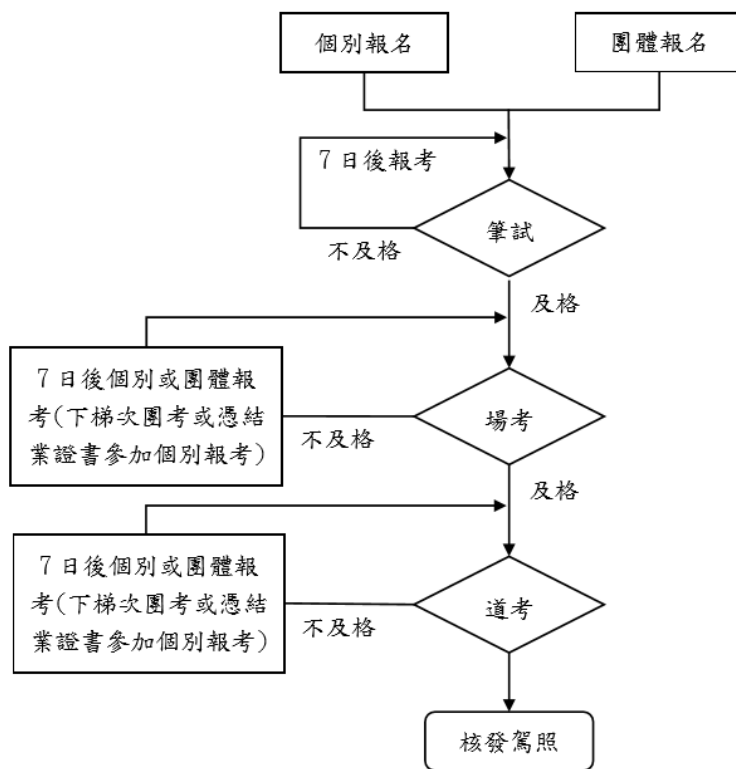 個別報名
團體報名
7日後報考
筆試
不及格
及格
7日後個別或團體報
考(下梯次團考或憑結
業證書參加個別報考)
不及格
場考
及格
7日後個別或團體報
考(下梯次團考或憑結
業證書參加個別報考)
不及格
道考
核發駕照